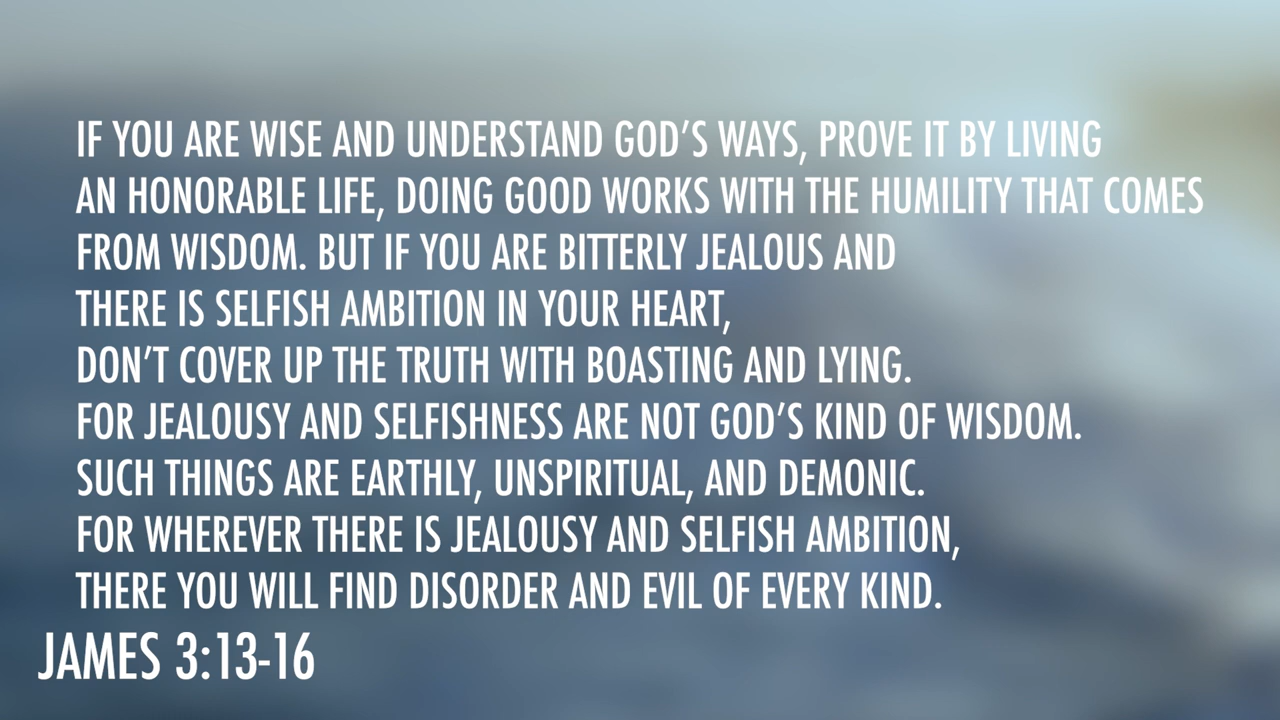 IF YOU ARE WISE AND UNDERSTAND GOD’S WAYS, PROVE IT BY LIVING
AN HONORABLE LIFE, DOING GOOD WORKS WITH THE HUMILITY THAT COMES
FROM WISDOM. BUT IF YOU ARE BITTERLY JEALOUS AND
THERE IS SELFISH AMBITION IN YOUR HEART,
DON’T COVER UP THE TRUTH WITH BOASTING AND LYING.
FOR JEALOUSY AND SELFISHNESS ARE NOT GOD’S KIND OF WISDOM.
SUCH THINGS ARE EARTHLY, UNSPIRITUAL, AND DEMONIC.
FOR WHEREVER THERE IS JEALOUSY AND SELFISH AMBITION,
THERE YOU WILL FIND DISORDER AND EVIL OF EVERY KIND.
JAMES 3:13-16